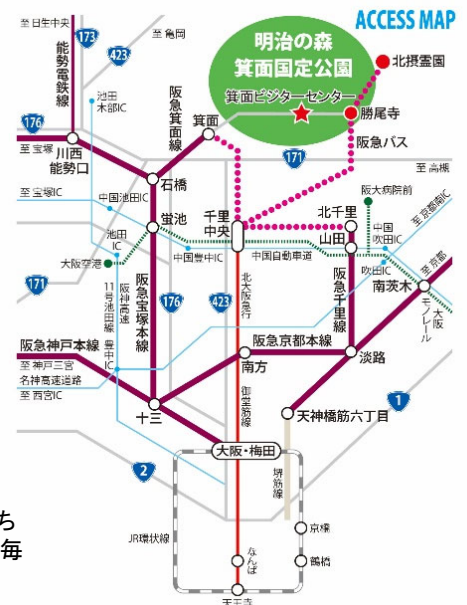 ACCESS MAP
至 日生中央
173
423
至 亀岡
能勢電鉄線
池田
木部IC
明治の森
箕面国定公園
箕面ビジターセンター
北摂霊園
勝尾寺
阪急バス
176
至 宝塚
川西
能勢口
阪急箕面線
箕面
171
至 高槻
石橋
至 宝塚IC
中国池田IC
阪大病院前
至 京都南IC
蛍池
千里
中央
北千里
山田
池田
IC
大阪空港
中国豊中IC
中国自動車道
中国
吹田IC
吹田IC
至 京都
南茨木
大阪
モノレール
171
11号池田線
阪神高速
豊中IC
阪急宝塚本線
176
423
北大阪急行
阪急千里線
阪急神戸本線
阪急京都本線
至 神戸三宮
名神高速道路
至 西宮IC
南方
淡路
御堂筋線
十三
天神橋筋六丁目
1
2
大阪・梅田
堺筋線
JR環状線
京橋
なんば
鶴橋
天王寺
ち
毎